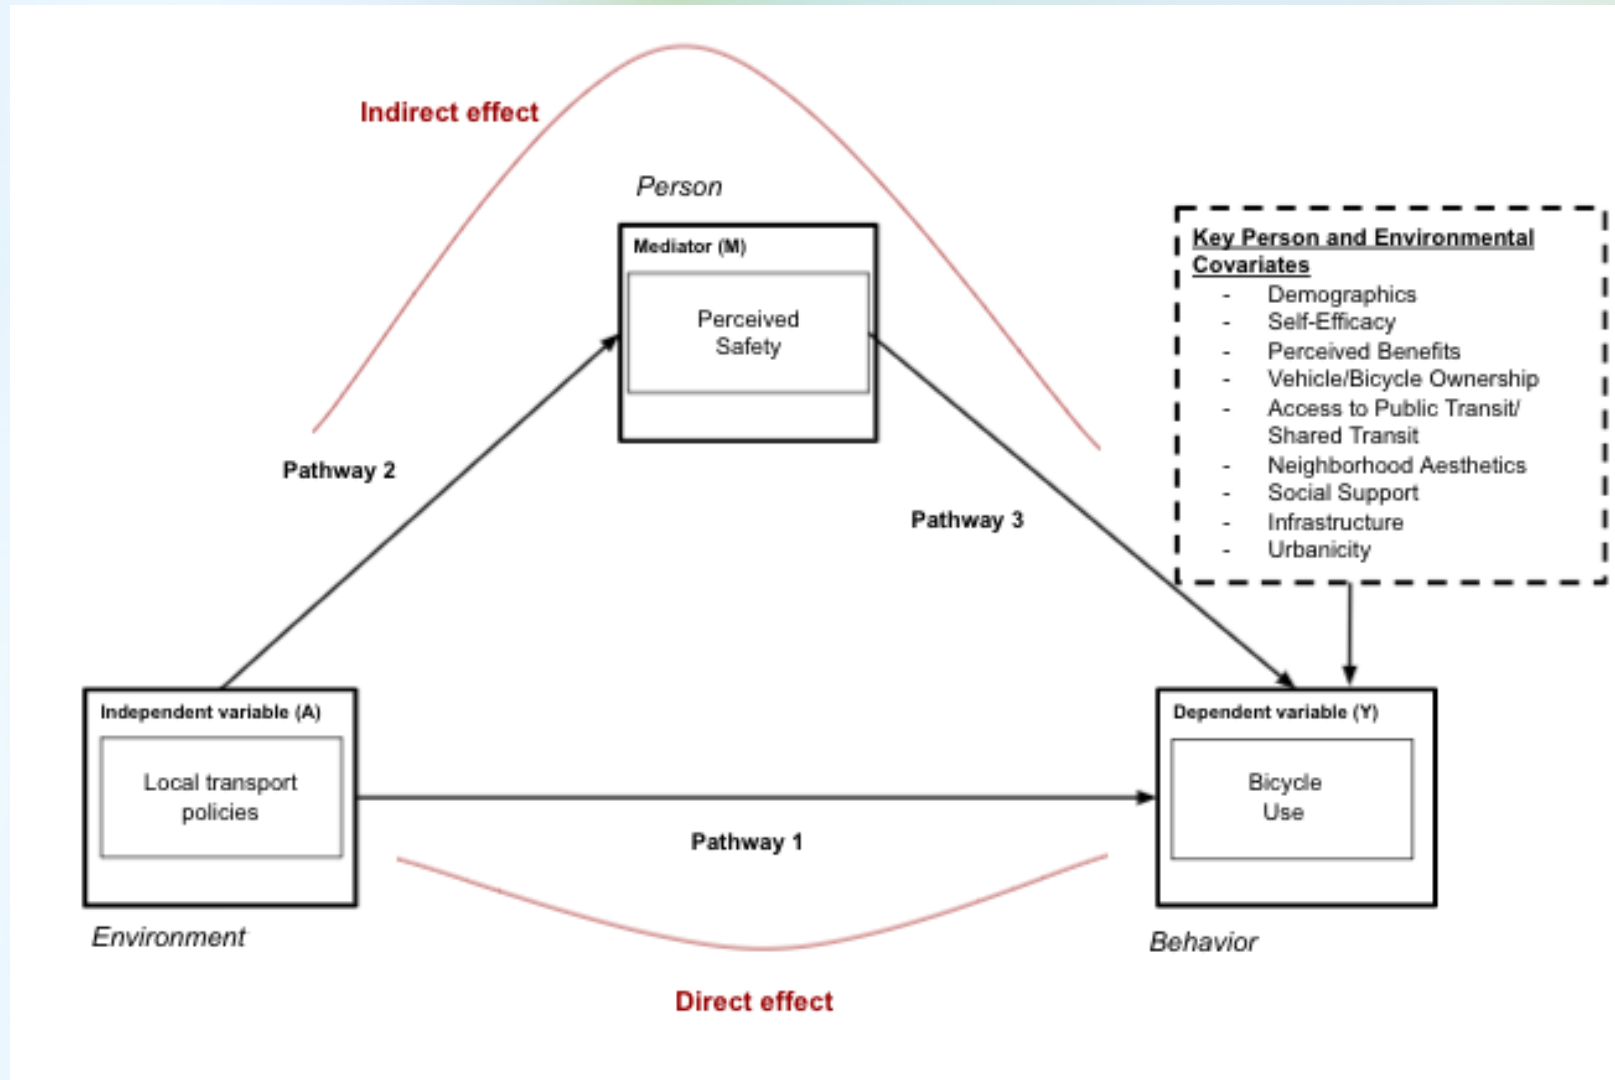 Indirect effect
Person
Mediator (M)
Perceived
Safety
Key Person and Environmental
Covariates
- Demographics
- Self-Efficacy
- Perceived Benefits
- Vehicle/Bicycle Ownership
- Access to Public Transit/
Shared Transit
- Neighborhood Aesthetics
- Social Support
- Infrastructure
- Urbanicity
Pathway 2
Pathway 3
Independent variable (A)
Local transport
policies
Environment
Pathway 1
Dependent variable (Y)
Bicycle
Use
Behavior
Direct effect